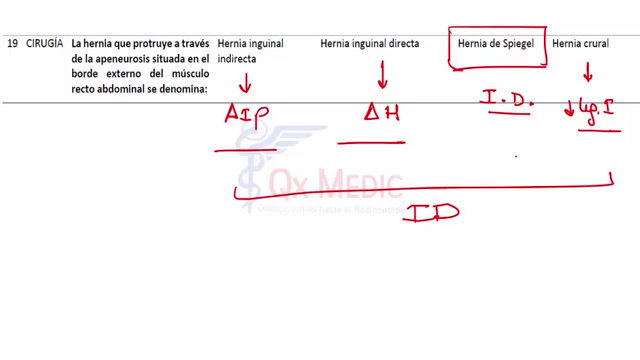 19 CIRUGÍA La hernia que protruye a través de la apeneurosis situada en el borde externo del músculo recto abdominal se denomina:
Hernia inguinal indirecta
Hernia inguinal directa
Hernia de Spiegel
Hernia crural
AIP
ΔH
I.D.
↓ lig. I
QX MEDIC
ID